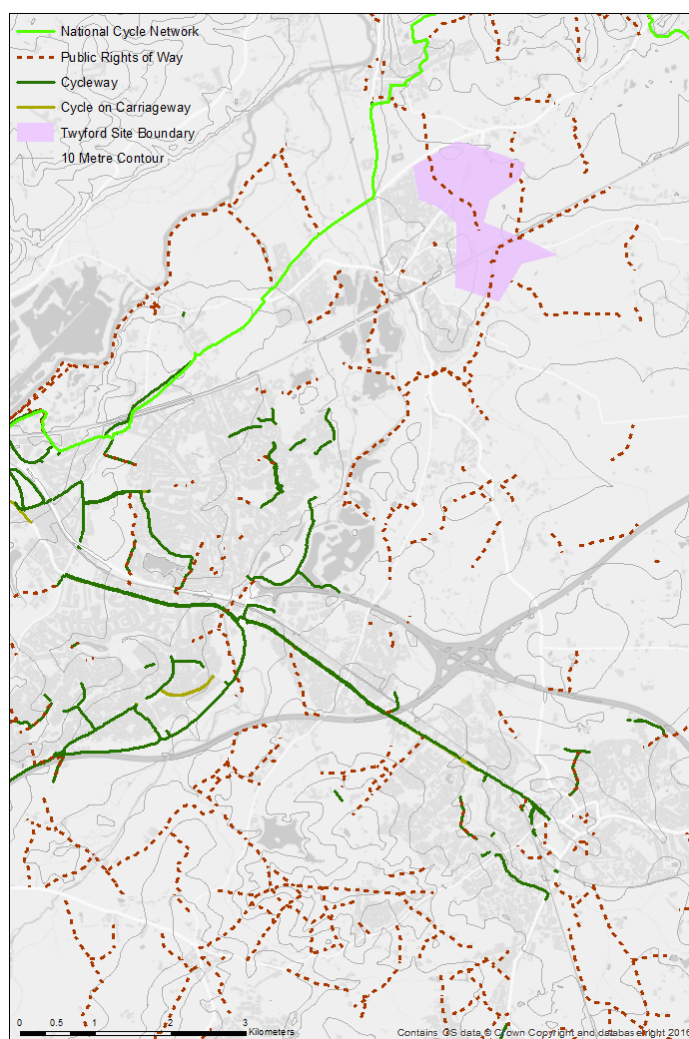 National Cycle Network
Public Rights of Way
Cycleway
Cycle on Carriageway
Twyford Site Boundary
10 Metre Contour
0 0.5 1 2 3
Kilometers
Contains OS data © Crown Copyright and database right 2016